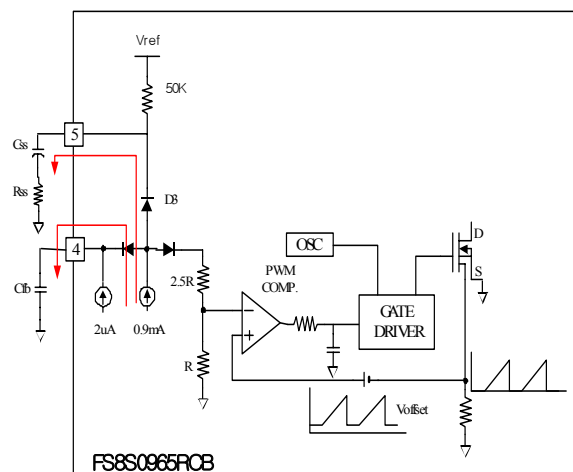 Vref
50K
5
Css
Rss
D3
4
Cfb
2uA
0.9mA
2.5R
R
PWM
COMP.
OSC
GATE
DRIVER
D
S
Voffset
FS8S0965RCB